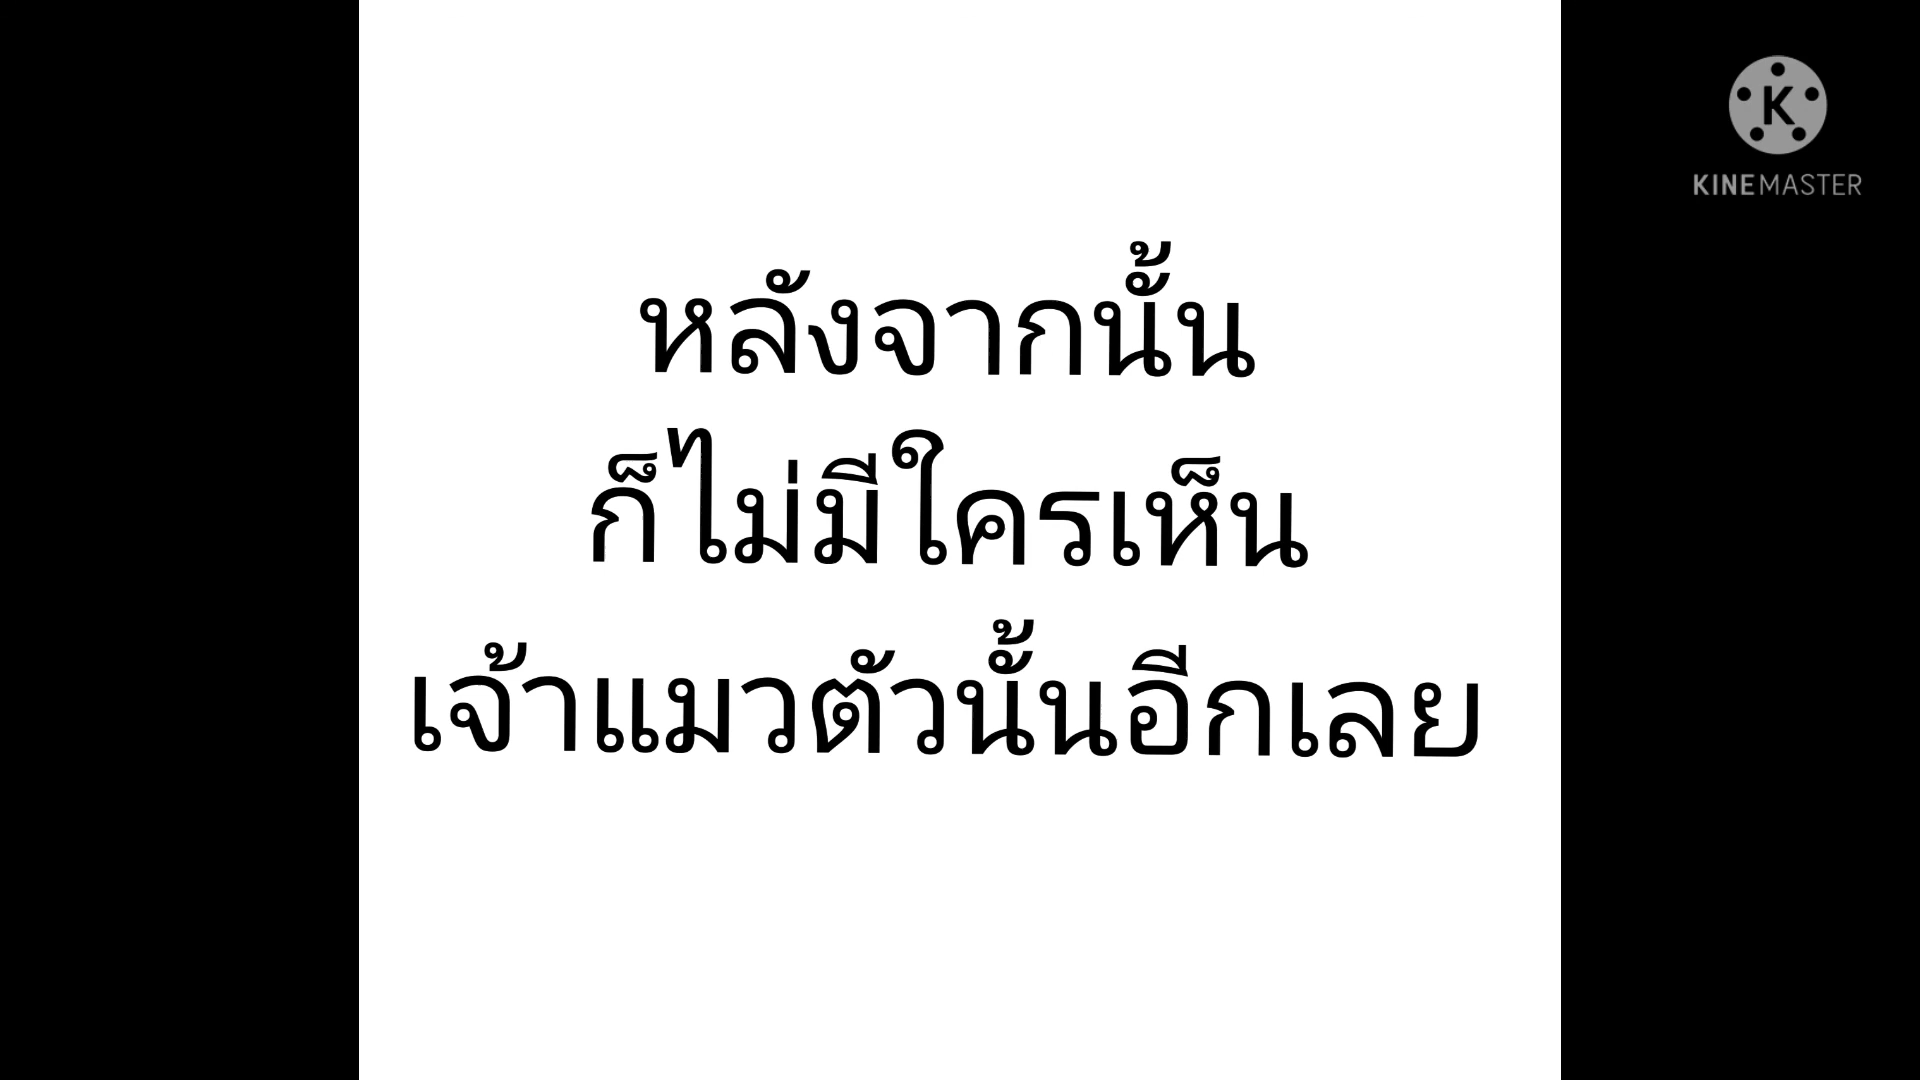 K
KINEMASTER
หลังจากนั้น
ก็ไม่มีใครเห็น
เจ้าแมวตัวนั้นอีกเลย